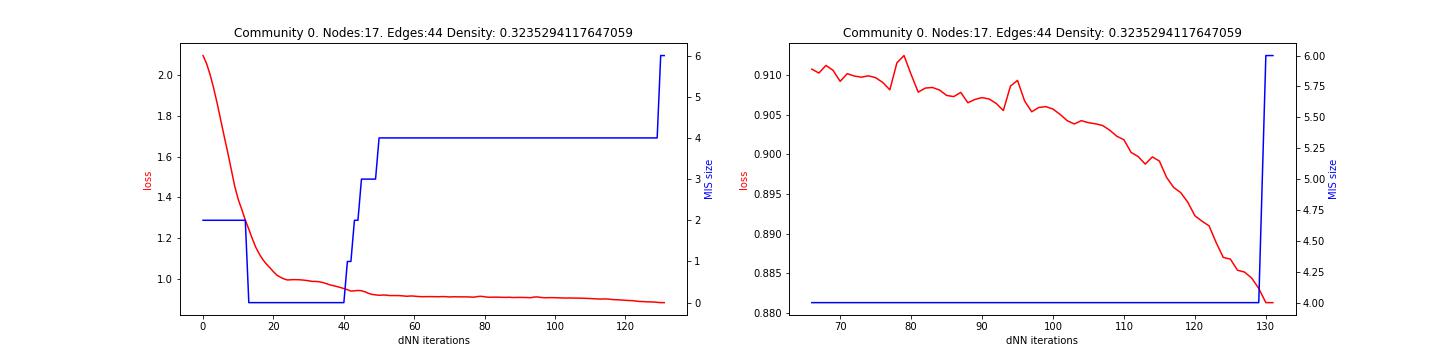 Community 0. Nodes:17. Edges:44 Density: 0.3235294117647059
2.0
1.8
1.6
1.4
1.2
1.0
loss
6
5
4
3
2
1
0
MIS size
0 20 40 60 80 100 120
dNN iterations
Community 0. Nodes:17. Edges:44 Density: 0.3235294117647059
0.910
0.905
0.900
0.895
0.890
0.885
0.880
loss
6.00
5.75
5.50
5.25
5.00
4.75
4.50
4.25
4.00
MIS size
70 80 90 100 110 120 130
dNN iterations